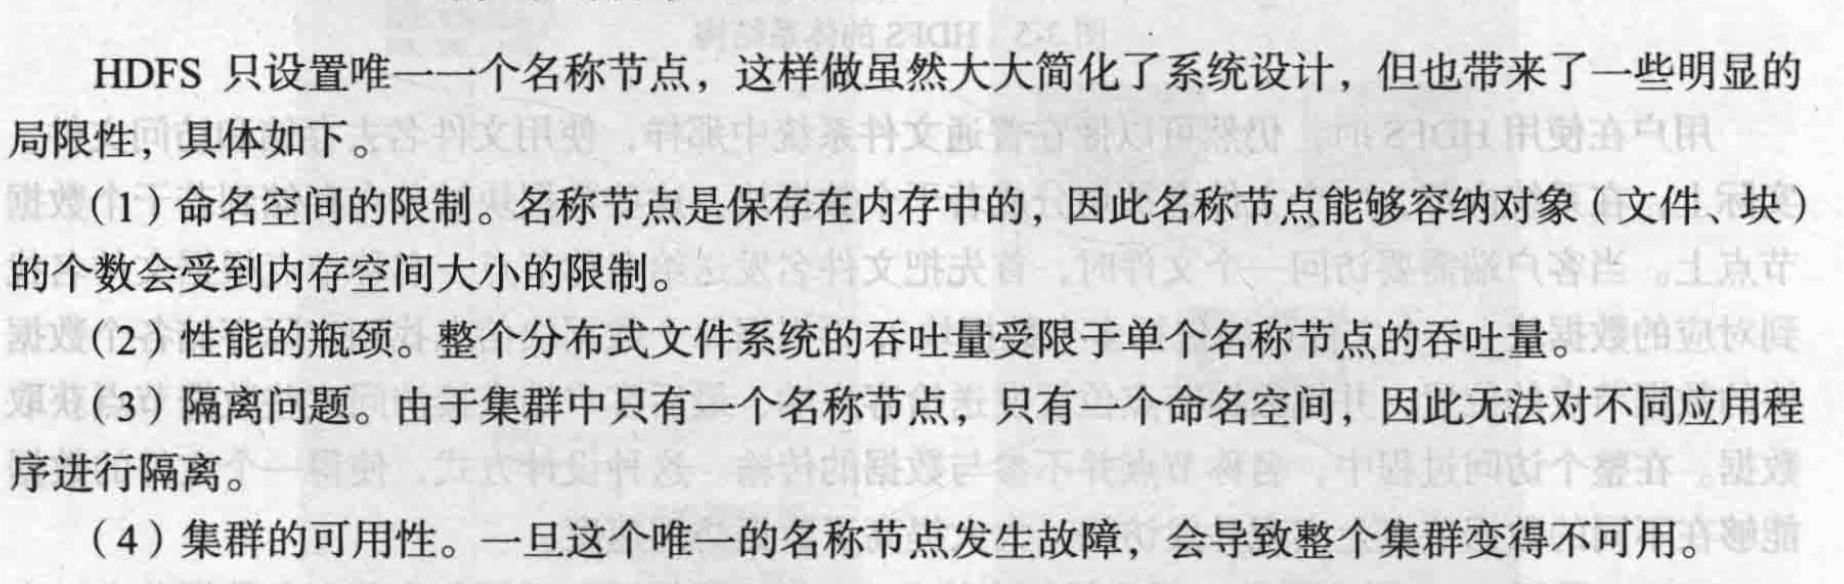 HDFS 只设置唯一一个名称节点，这样做虽然大大简化了系统设计，但也带来了一些明显的
局限性，具体如下。
（1）命名空间的限制。名称节点是保存在内存中的，因此名称节点能够容纳对象（文件、块）
的个数会受到内存空间大小的限制。
（2）性能的瓶颈。整个分布式文件系统的吞吐量受限于单个名称节点的吞吐量。
（3）隔离问题。由于集群中只有一个名称节点，只有一个命名空间，因此无法对不同应用程
序进行隔离。
（4）集群的可用性。一旦这个唯一的名称节点发生故障，会导致整个集群变得不可用。